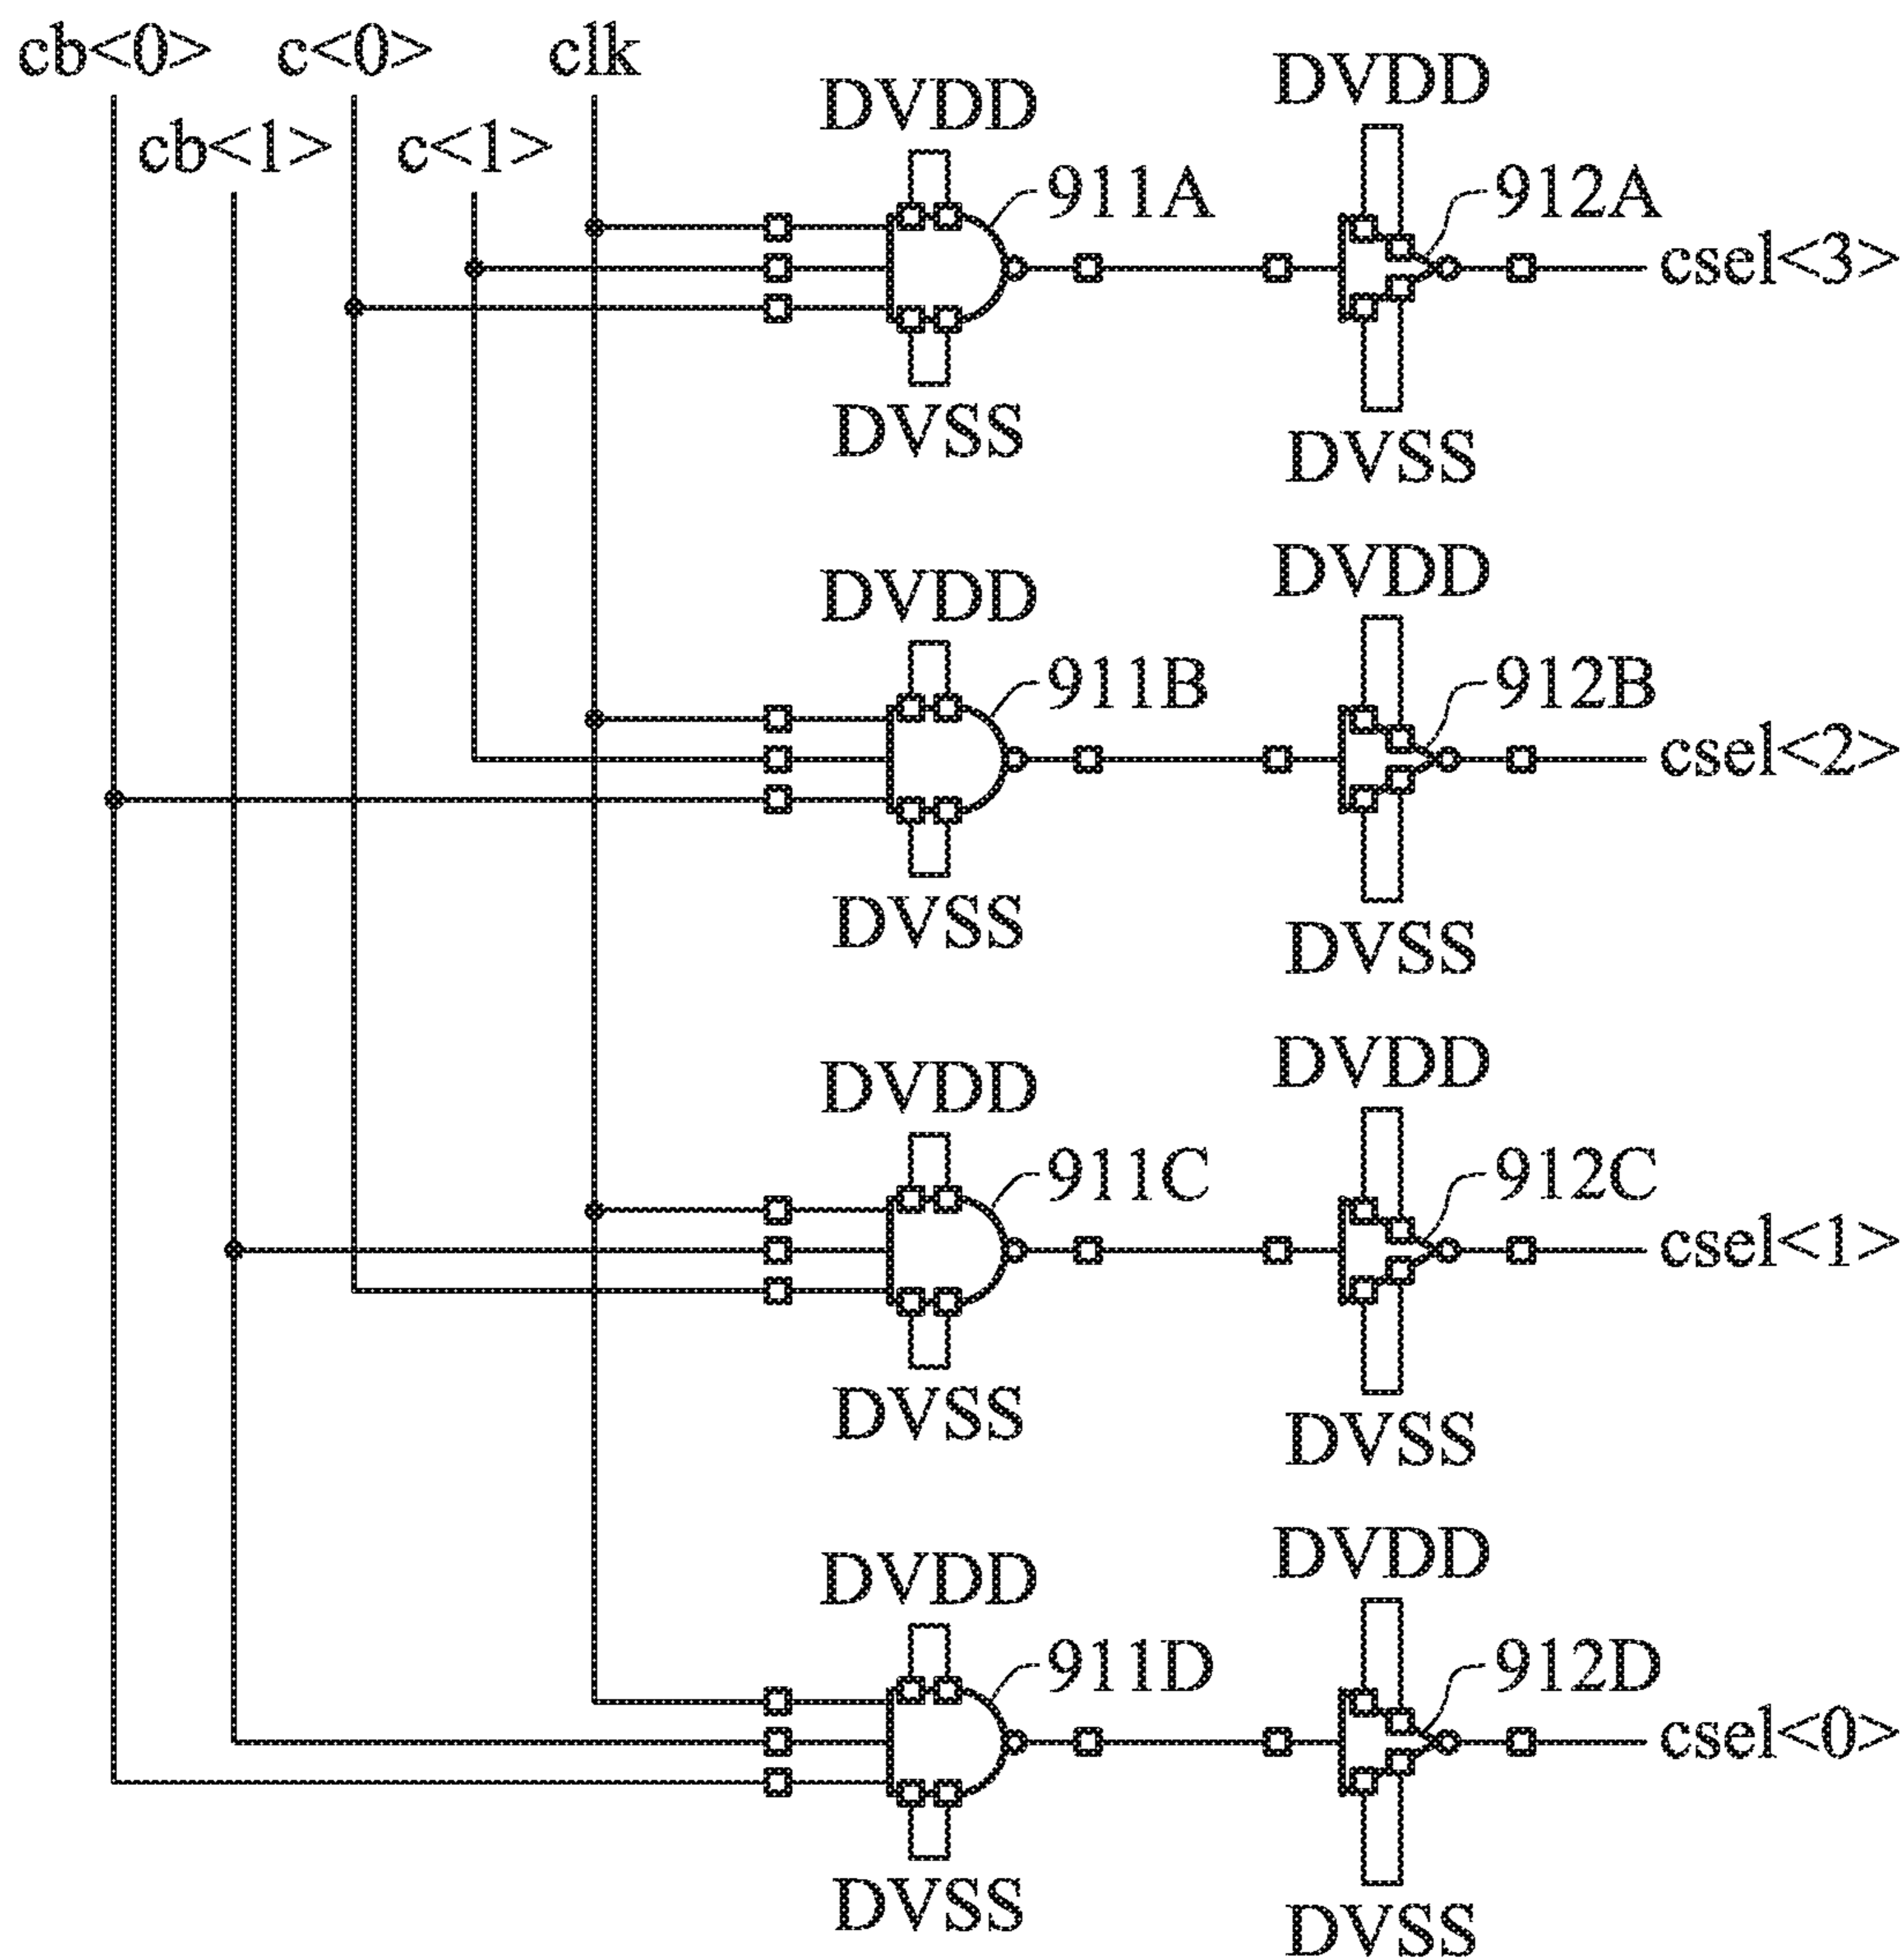 cb<0> c<0> clk
cb<1> c<1>
DVDD DVDD
911A 912A
csel<3>
DVSS DVSS
DVDD DVDD
911B 912B
csel<2>
DVSS DVSS
DVDD DVDD
911C 912C
csel<1>
DVSS DVSS
DVDD DVDD
911D 912D
csel<0>
DVSS DVSS